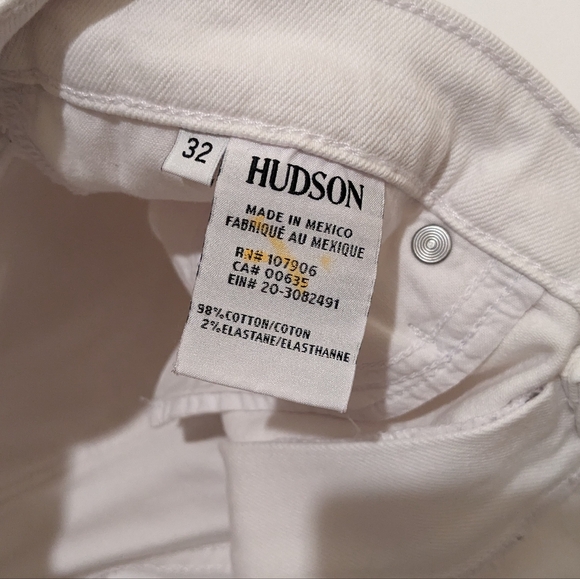 32
HUDSON
MADE IN MEXICO
FABRIQUÉ AU MEXIQUE
RN# 107906
CA# 00635
EIN# 20-3082491
98%COTTON/COTON
2%ELASTANE/ELASTHANNE